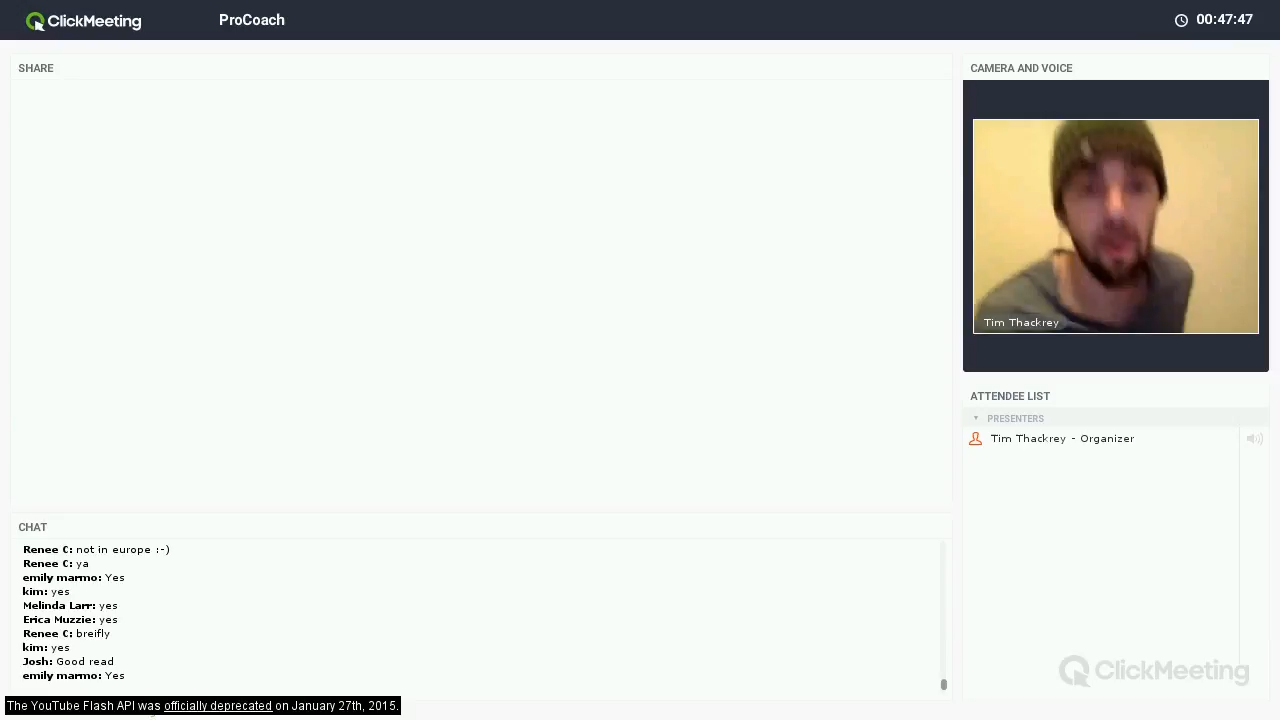 ClickMeeting
ProCoach
00:47:47
SHARE
CAMERA AND VOICE
Tim Thackrey
ATTENDEE LIST
PRESENTERS
Tim Thackrey - Organizer
CHAT
Renee C: not in europe :-)
Renee C: ya
emily marmo: Yes
kim: yes
Melinda Larr: yes
Erica Muzzie: yes
Renee C: breifly
kim: yes
Josh: Good read
emily marmo: Yes
ClickMeeting
The YouTube Flash API was officially deprecated on January 27th, 2015.